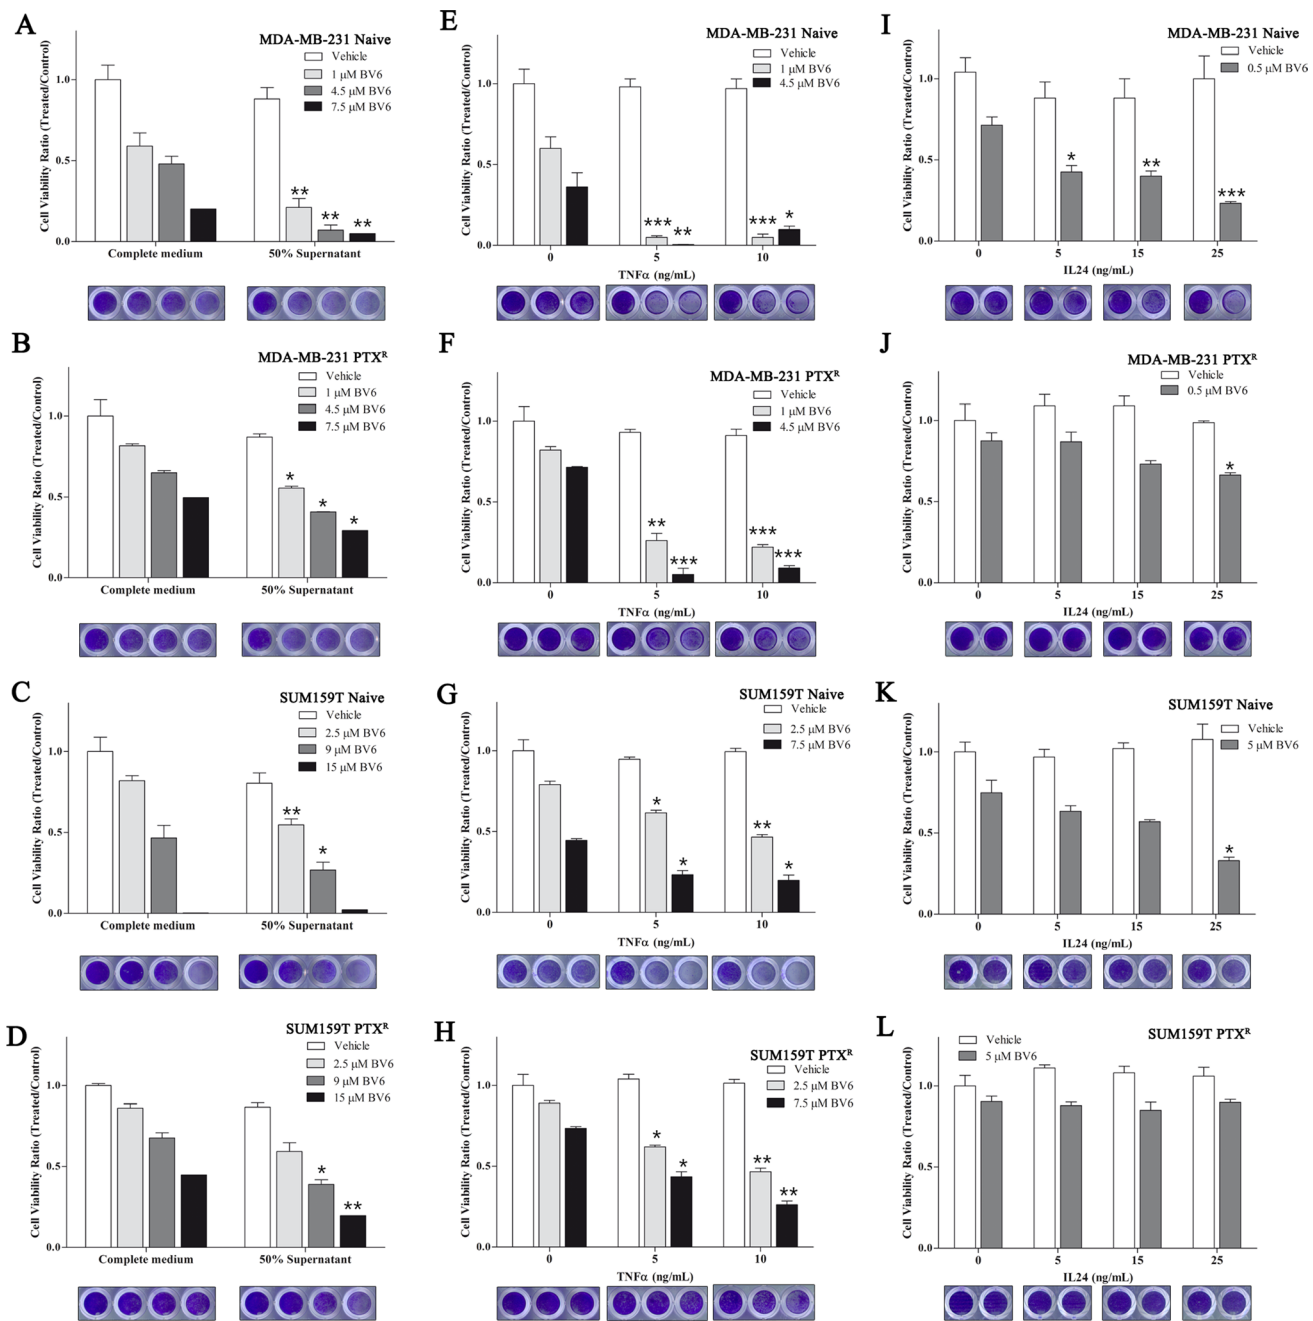 A
MDA-MB-231 Naive
Vehicle
1 μM BV6
4.5 μM BV6
7.5 μM BV6
Cell Viability Ratio (Treated/Control)
1.0
0.5
0.0
** ** **
Complete medium 50% Supernatant
E
MDA-MB-231 Naive
Vehicle
1 μM BV6
4.5 μM BV6
Cell Viability Ratio (Treated/Control)
1.0
0.5
0.0
*** ** *** *
0 5 10
TNFα (ng/mL)
I
MDA-MB-231 Naive
Vehicle
0.5 μM BV6
Cell Viability Ratio (Treated/Control)
1.0
0.5
0.0
* ** ***
0 5 15 25
IL24 (ng/mL)
B
MDA-MB-231 PTXᴿ
Vehicle
1 μM BV6
4.5 μM BV6
7.5 μM BV6
Cell Viability Ratio (Treated/Control)
1.0
0.5
0.0
* * *
Complete medium 50% Supernatant
F
MDA-MB-231 PTXᴿ
Vehicle
1 μM BV6
4.5 μM BV6
Cell Viability Ratio (Treated/Control)
1.0
0.5
0.0
** *** *** ***
0 5 10
TNFα (ng/mL)
J
MDA-MB-231 PTXᴿ
Vehicle
0.5 μM BV6
Cell Viability Ratio (Treated/Control)
1.0
0.5
0.0
*
0 5 15 25
IL24 (ng/mL)
C
SUM159T Naive
Vehicle
2.5 μM BV6
9 μM BV6
15 μM BV6
Cell Viability Ratio (Treated/Control)
1.0
0.5
0.0
** *
Complete medium 50% Supernatant
G
SUM159T Naive
Vehicle
2.5 μM BV6
7.5 μM BV6
Cell Viability Ratio (Treated/Control)
1.0
0.5
0.0
* * ** *
0 5 10
TNFα (ng/mL)
K
SUM159T Naive
Vehicle
5 μM BV6
Cell Viability Ratio (Treated/Control)
1.0
0.5
0.0
*
0 5 15 25
IL24 (ng/mL)
D
SUM159T PTXᴿ
Vehicle
2.5 μM BV6
9 μM BV6
15 μM BV6
Cell Viability Ratio (Treated/Control)
1.0
0.5
0.0
* **
Complete medium 50% Supernatant
H
SUM159T PTXᴿ
Vehicle
2.5 μM BV6
7.5 μM BV6
Cell Viability Ratio (Treated/Control)
1.0
0.5
0.0
* * ** **
0 5 10
TNFα (ng/mL)
L
SUM159T PTXᴿ
Vehicle
5 μM BV6
Cell Viability Ratio (Treated/Control)
1.0
0.5
0.0
0 5 15 25
IL24 (ng/mL)